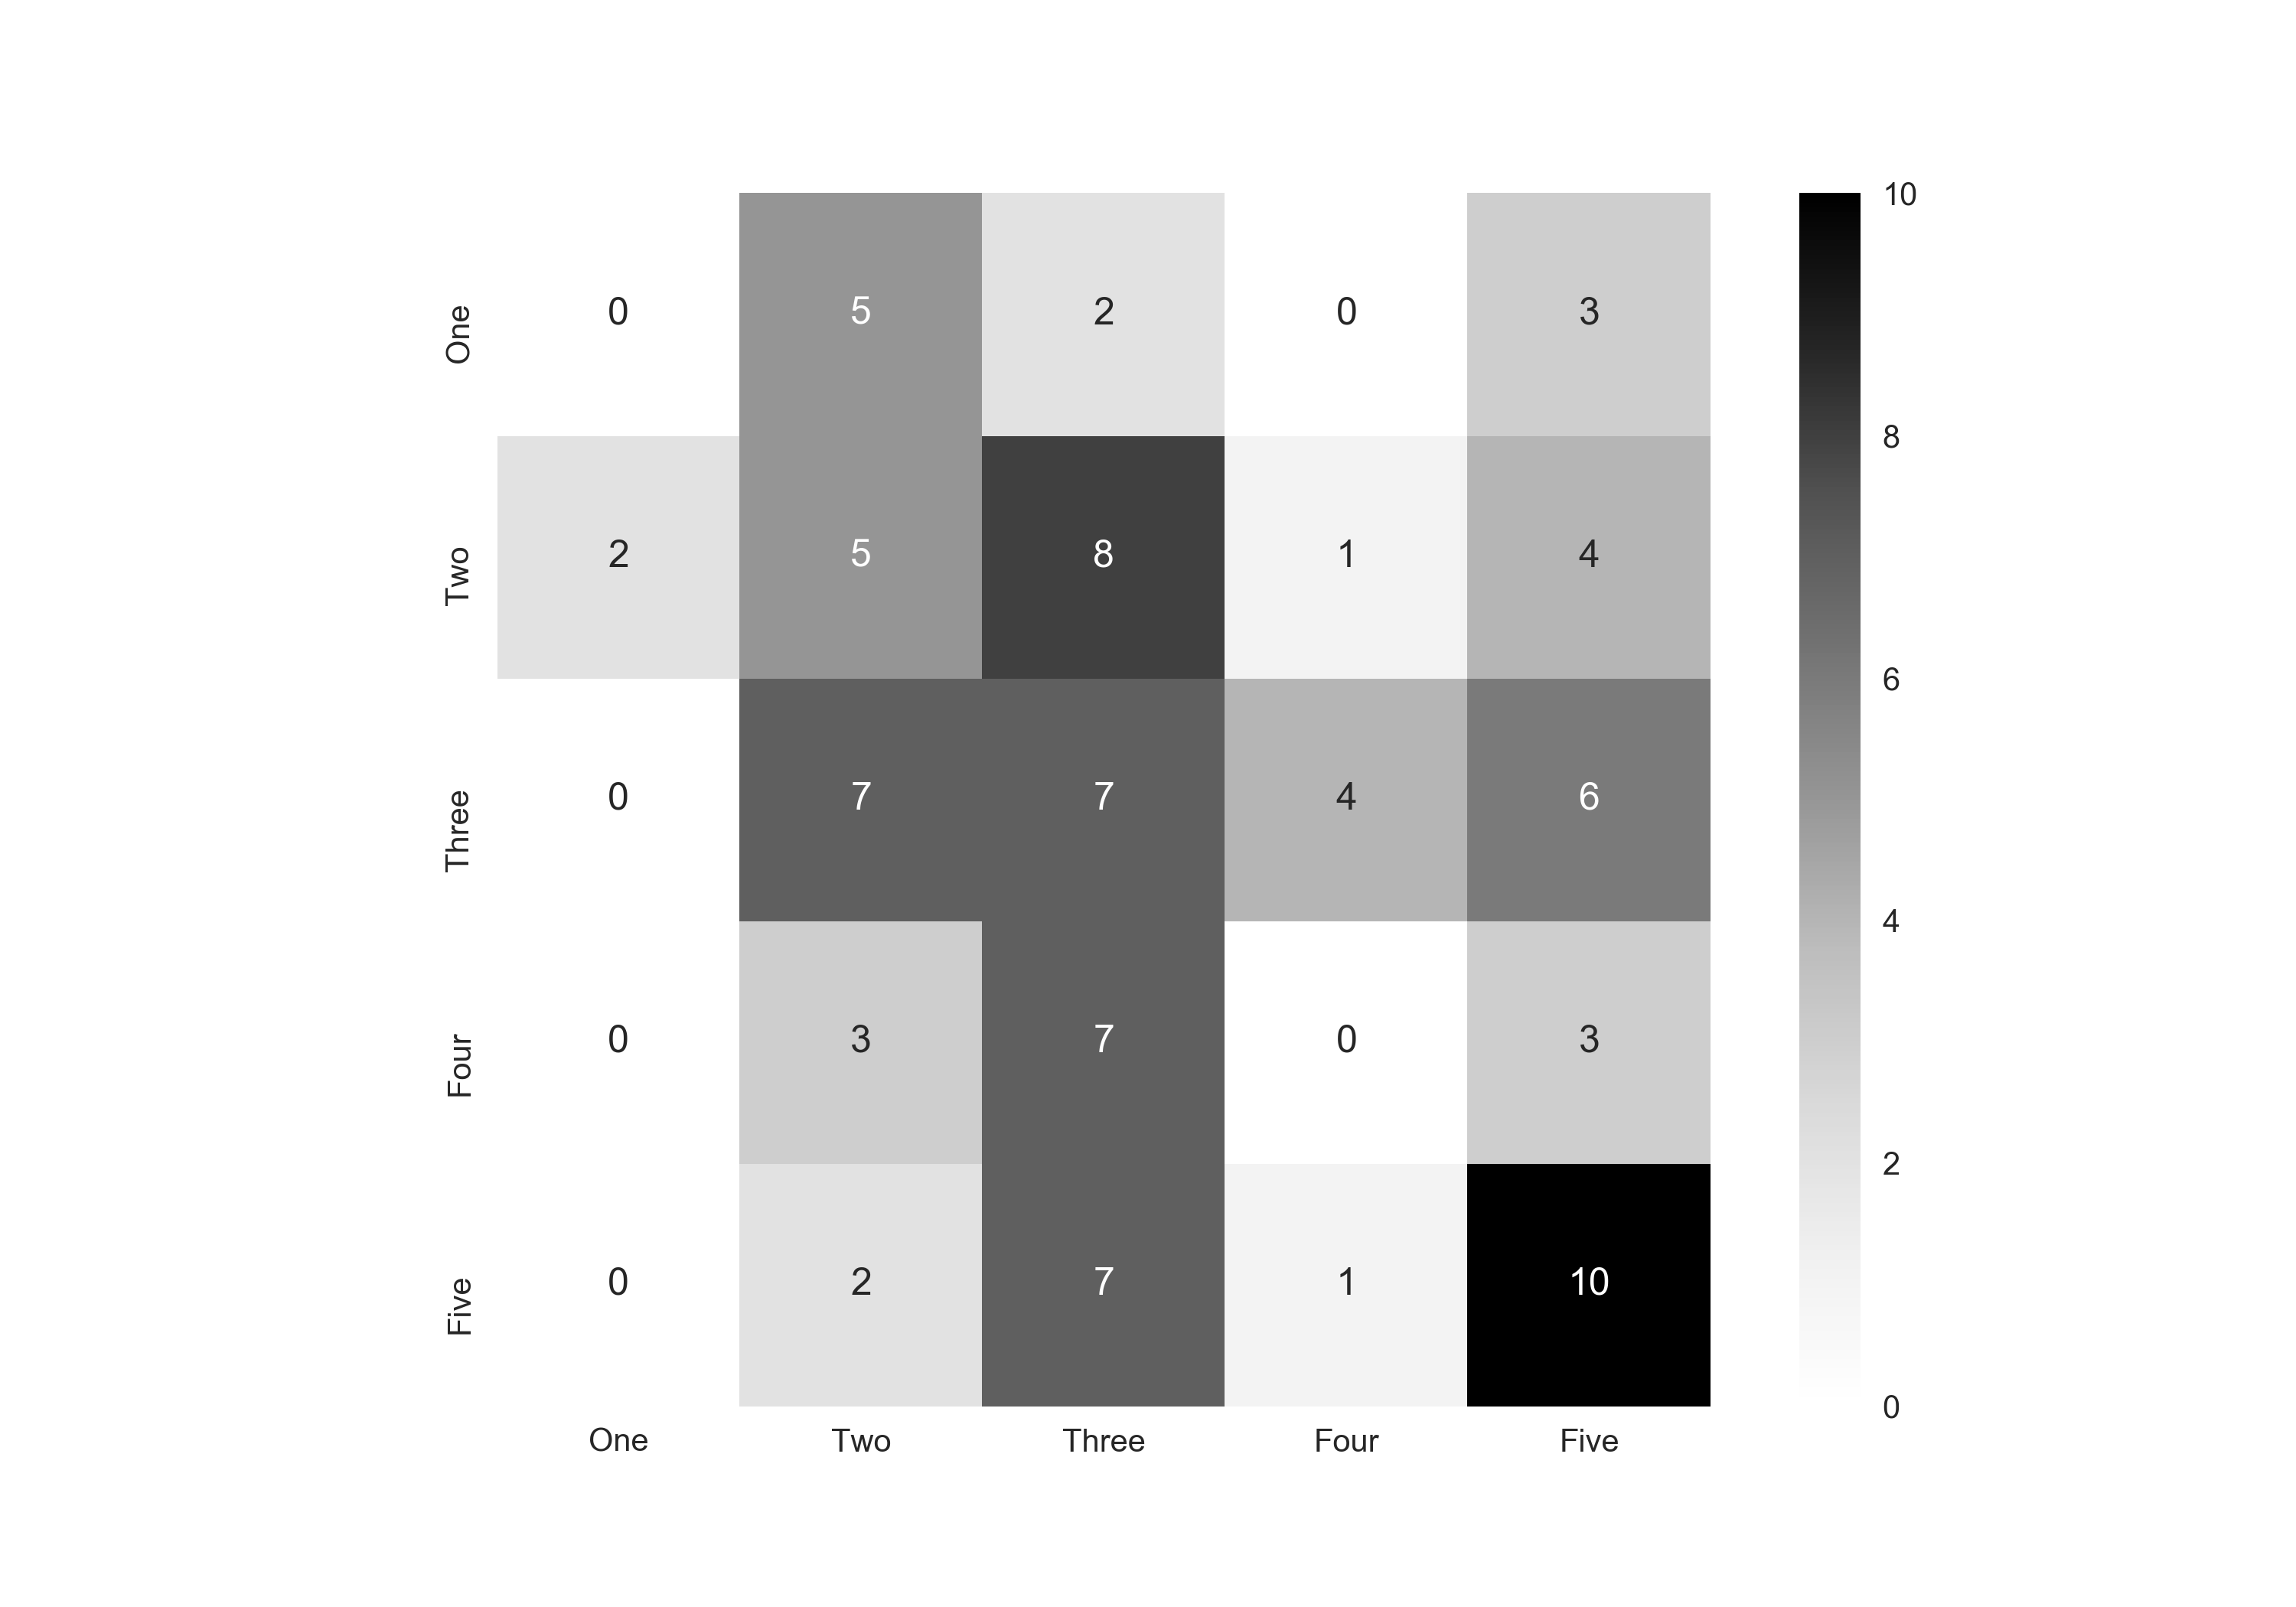 10
One 0 5 2 0 3
8
Two 2 5 8 1 4
6
Three 0 7 7 4 6
4
Four 0 3 7 0 3
2
Five 0 2 7 1 10
0
One Two Three Four Five